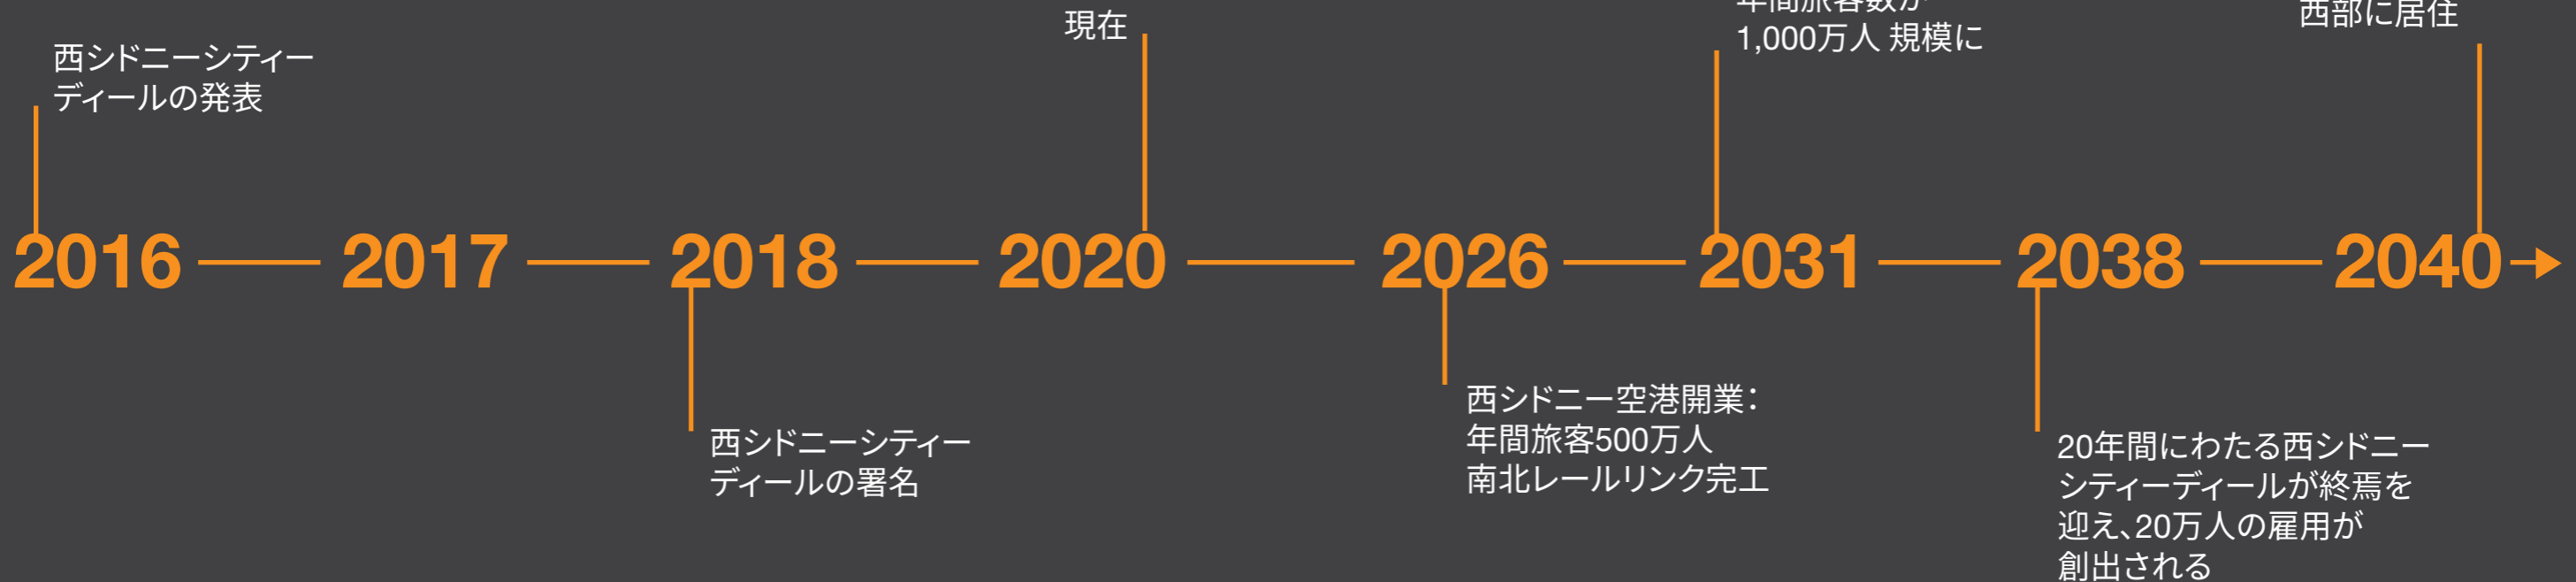 西シドニーシティー
ディールの発表
現在
年間旅客数が
1,000万人 規模に
西部に居住
2016
2017
2018
2020
2026
2031
2038
2040
西シドニーシティー
ディールの署名
西シドニー空港開業：
年間旅客500万人
南北レールリンク完工
20年間にわたる西シドニー
シティーディールが終焉を
迎え、20万人の雇用が
創出される